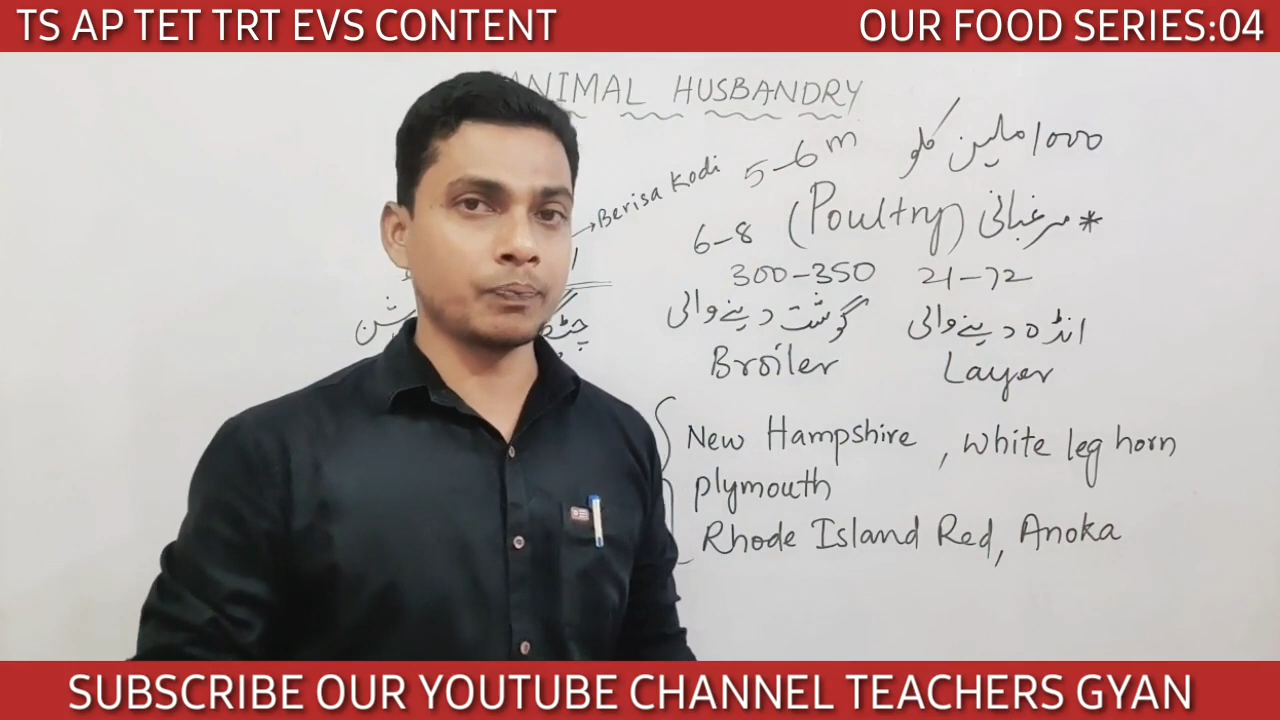 TS AP TET TRT EVS CONTENT
OUR FOOD SERIES:04
ANIMAL HUSBANDRY
1000 ملین کلو
5-6 m
Berisa Kodi
* مرغبانی (Poultry)
6-8
300-350 21-72
گوشت دینے والی انڈہ دینے والی
Broiler Layer
New Hampshire, White leg horn
plymouth
Rhode Island Red, Anoka
SUBSCRIBE OUR YOUTUBE CHANNEL TEACHERS GYAN